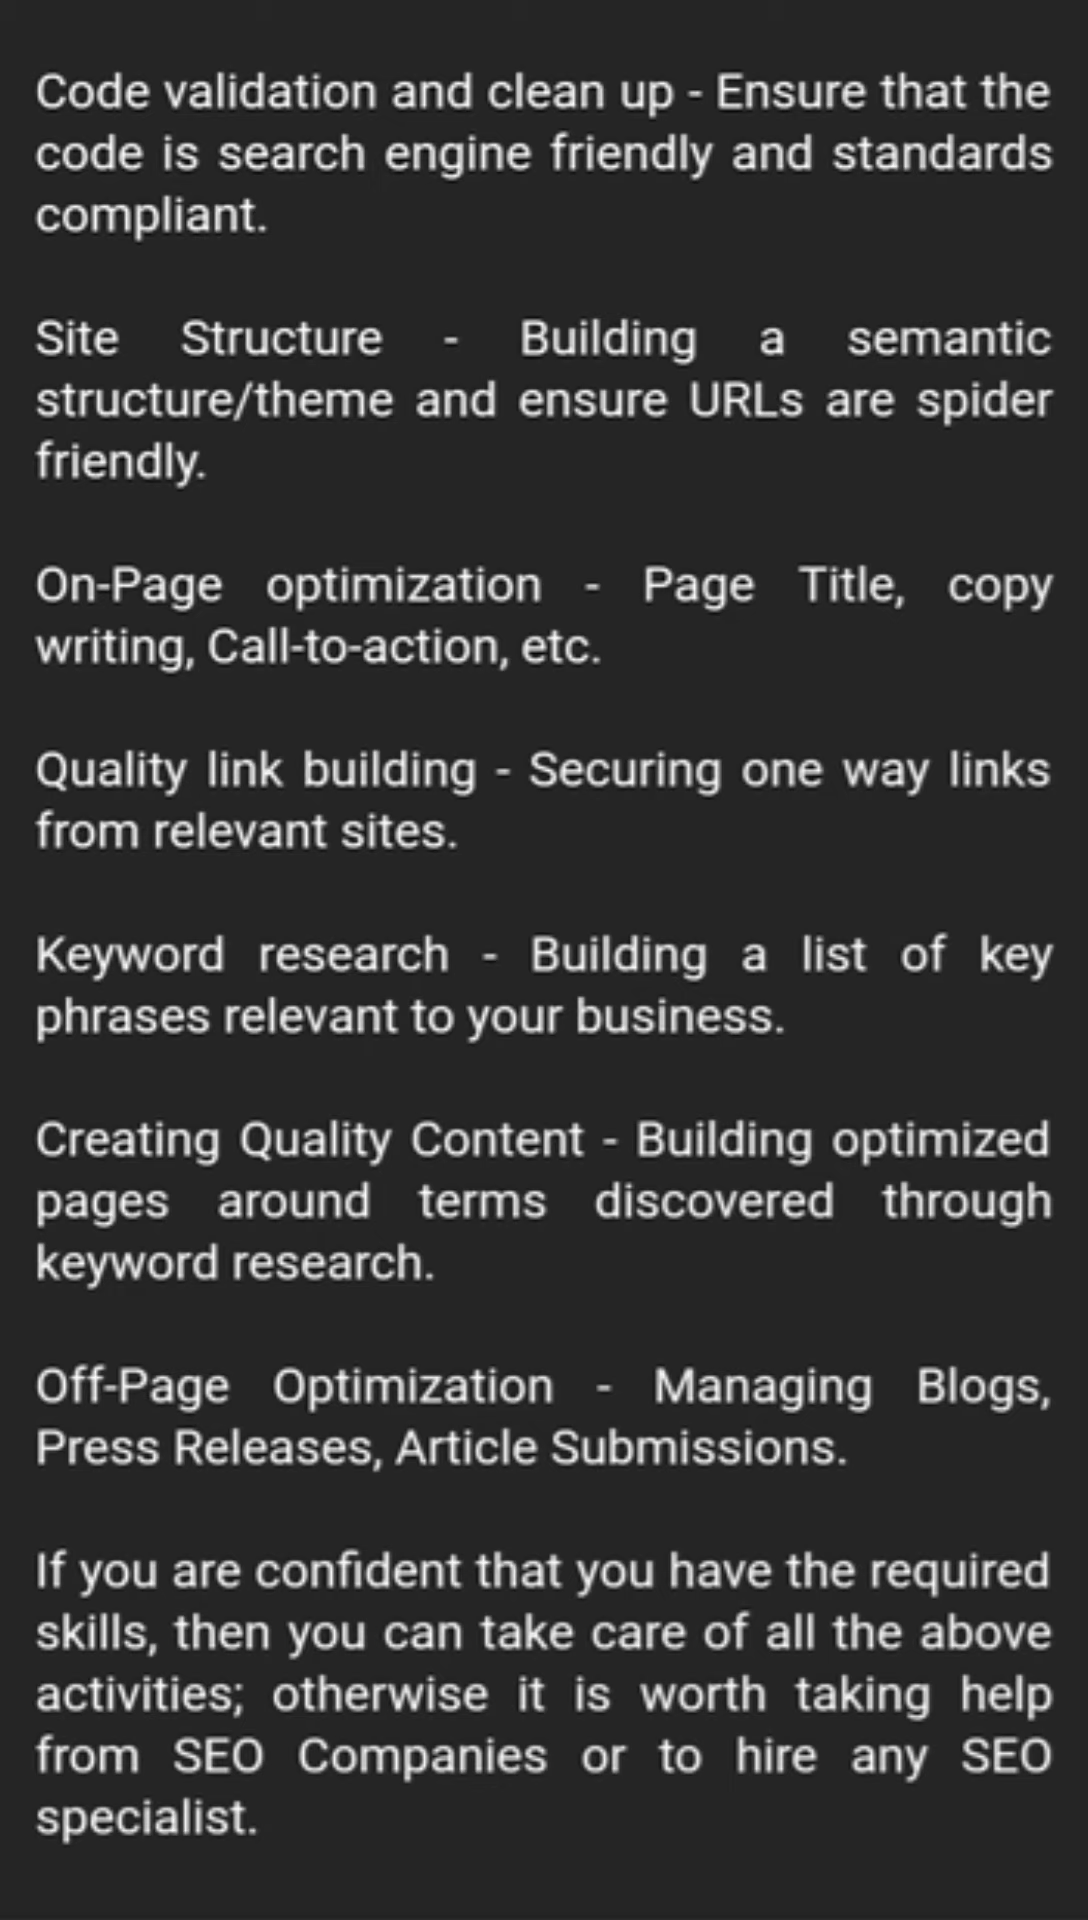 Code validation and clean up - Ensure that the
code is search engine friendly and standards
compliant.
Site Structure - Building a semantic
structure/theme and ensure URLs are spider
friendly.
On-Page optimization - Page Title, copy
writing, Call-to-action, etc.
Quality link building - Securing one way links
from relevant sites.
Keyword research - Building a list of key
phrases relevant to your business.
Creating Quality Content - Building optimized
pages around terms discovered through
keyword research.
Off-Page Optimization - Managing Blogs,
Press Releases, Article Submissions.
If you are confident that you have the required
skills, then you can take care of all the above
activities; otherwise it is worth taking help
from SEO Companies or to hire any SEO
specialist.